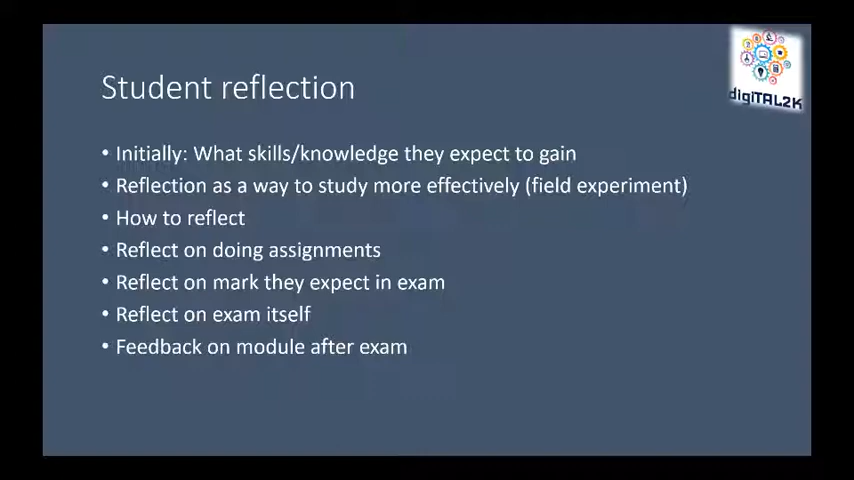 digiTAL2K
Student reflection
• Initially: What skills/knowledge they expect to gain
• Reflection as a way to study more effectively (field experiment)
• How to reflect
• Reflect on doing assignments
• Reflect on mark they expect in exam
• Reflect on exam itself
• Feedback on module after exam